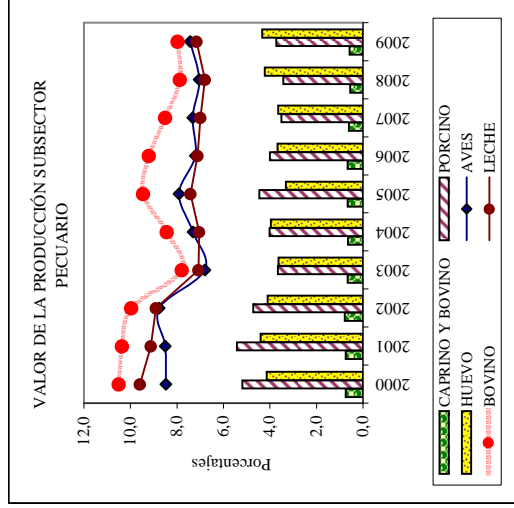 VALOR DE LA PRODUCCIÓN SUBSECTOR
PECUARIO
Porcentajes
12,0
10,0
8,0
6,0
4,0
2,0
0,0
2000
2001
2002
2003
2004
2005
2006
2007
2008
2009
CAPRINO Y BOVINO
PORCINO
HUEVO
AVES
BOVINO
LECHE